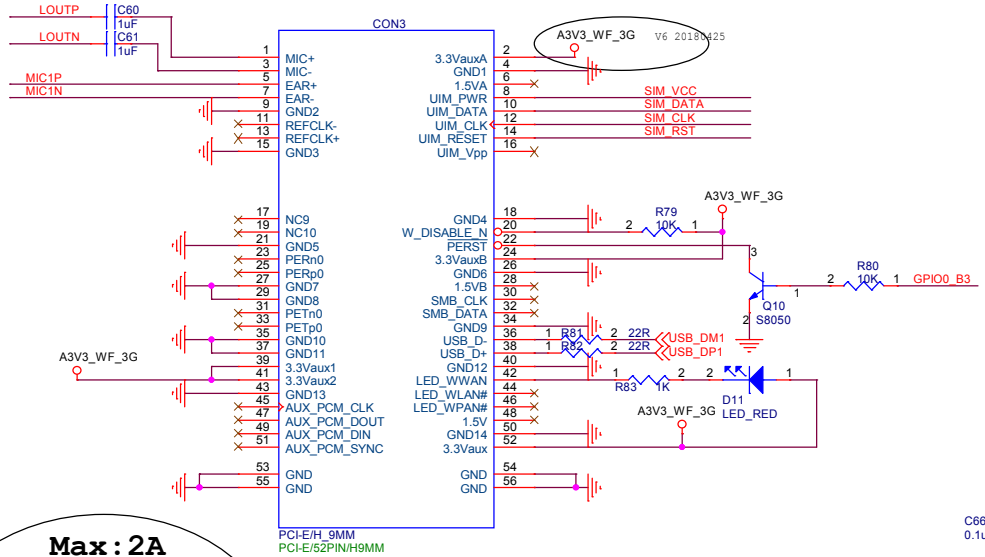 LOUTP
C60
1uF
LOUTN
C61
1uF
MIC1P
MIC1N
CON3
A3V3_WF_3G
V6 20180425
1 MIC+ 3.3VauxA 2
3 MIC- GND1 4
5 EAR+ 1.5VA 6
7 EAR- UIM_PWR 8 SIM_VCC
9 GND2 UIM_DATA 10 SIM_DATA
11 REFCLK- UIM_CLK 12 SIM_CLK
13 REFCLK+ UIM_RESET 14 SIM_RST
15 GND3 UIM_Vpp 16
A3V3_WF_3G
17 NC9 GND4 18
19 NC10 W_DISABLE_N 20 2 R79 10K 1
21 GND5 PERST 22
23 PERn0 3.3VauxB 24
25 PERp0 GND6 26
27 GND7 1.5VB 28
29 GND8 SMB_CLK 30
31 PETn0 SMB_DATA 32
33 PETp0 GND9 34
35 GND10 USB_D- 36 1 R81 2 22R USB_DM1
37 GND11 USB_D+ 38 1 R82 2 22R USB_DP1
39 3.3Vaux1 GND12 40
41 3.3Vaux2 LED_WWAN 42 1 R83 1K 2 2 1
43 GND13 LED_WLAN# 44
45 AUX_PCM_CLK LED_WPAN# 46
47 AUX_PCM_DOUT 1.5V 48
49 AUX_PCM_DIN GND14 50
51 AUX_PCM_SYNC 3.3Vaux 52
53 GND GND 54
55 GND GND 56
3
1
2
Q10
S8050
2 R80 10K 1 GPIO0_B3
D11
LED_RED
A3V3_WF_3G
A3V3_WF_3G
PCI-E/H_9MM
PCI-E/52PIN/H9MM
Max:2A
C66